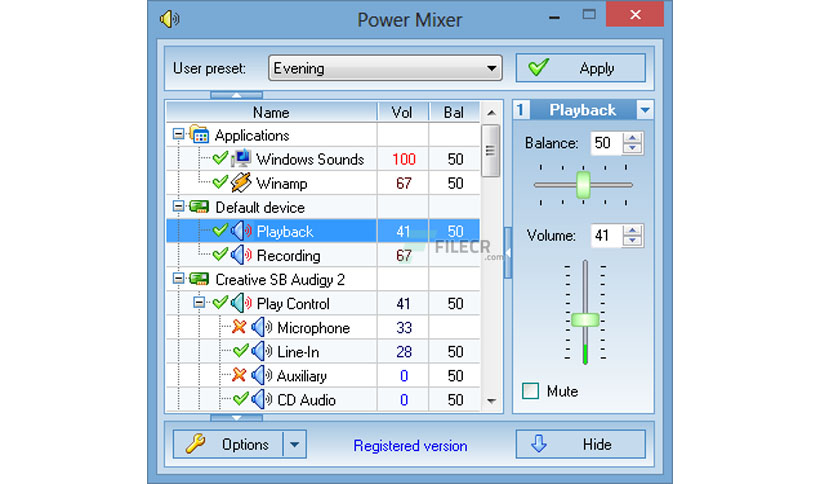 Power Mixer
User preset: Evening Apply
Name Vol Bal 1 Playback
Applications
Windows Sounds 100 50
Winamp 67 50
Default device
Playback 41 50
Recording 67
Creative SB Audigy 2
Play Control 41 50
Microphone 33
Line-In 28 50
Auxiliary 0 50
CD Audio 0 50
Balance: 50
Volume: 41
Mute
FILECR
.com
Options Registered version Hide